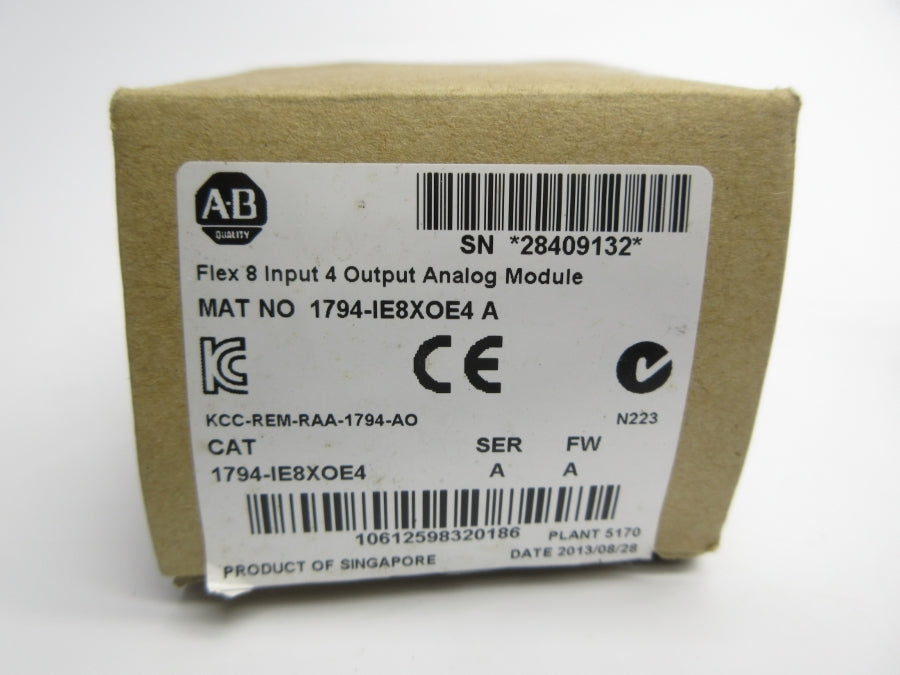 A-B
QUALITY
SN *28409132*
Flex 8 Input 4 Output Analog Module
MAT NO 1794-IE8XOE4 A
KC
CE
KCC-REM-RAA-1794-AO
N223
CAT SER FW
1794-IE8XOE4 A A
10612598320186 PLANT 5170
PRODUCT OF SINGAPORE DATE 2013/08/28